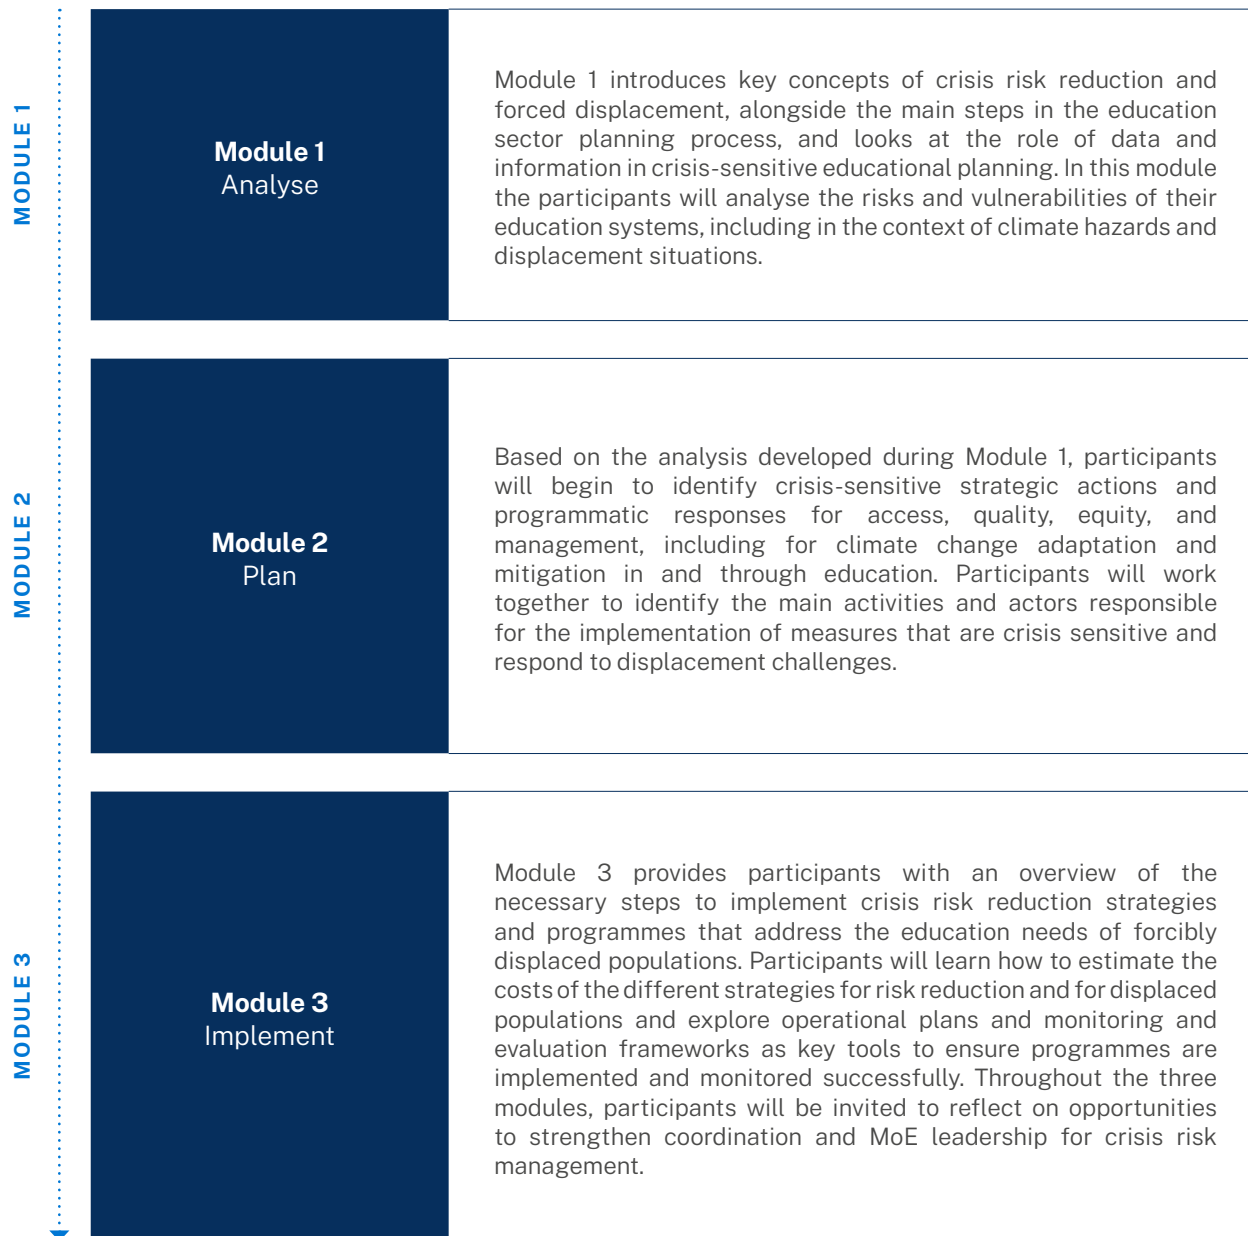 MODULE 1
Module 1
Analyse
Module 1 introduces key concepts of crisis risk reduction and
forced displacement, alongside the main steps in the education
sector planning process, and looks at the role of data and
information in crisis-sensitive educational planning. In this module
the participants will analyse the risks and vulnerabilities of their
education systems, including in the context of climate hazards and
displacement situations.
MODULE 2
Module 2
Plan
Based on the analysis developed during Module 1, participants
will begin to identify crisis-sensitive strategic actions and
programmatic responses for access, quality, equity, and
management, including for climate change adaptation and
mitigation in and through education. Participants will work
together to identify the main activities and actors responsible
for the implementation of measures that are crisis sensitive and
respond to displacement challenges.
MODULE 3
Module 3
Implement
Module 3 provides participants with an overview of the
necessary steps to implement crisis risk reduction strategies
and programmes that address the education needs of forcibly
displaced populations. Participants will learn how to estimate the
costs of the different strategies for risk reduction and for displaced
populations and explore operational plans and monitoring and
evaluation frameworks as key tools to ensure programmes are
implemented and monitored successfully. Throughout the three
modules, participants will be invited to reflect on opportunities
to strengthen coordination and MoE leadership for crisis risk
management.